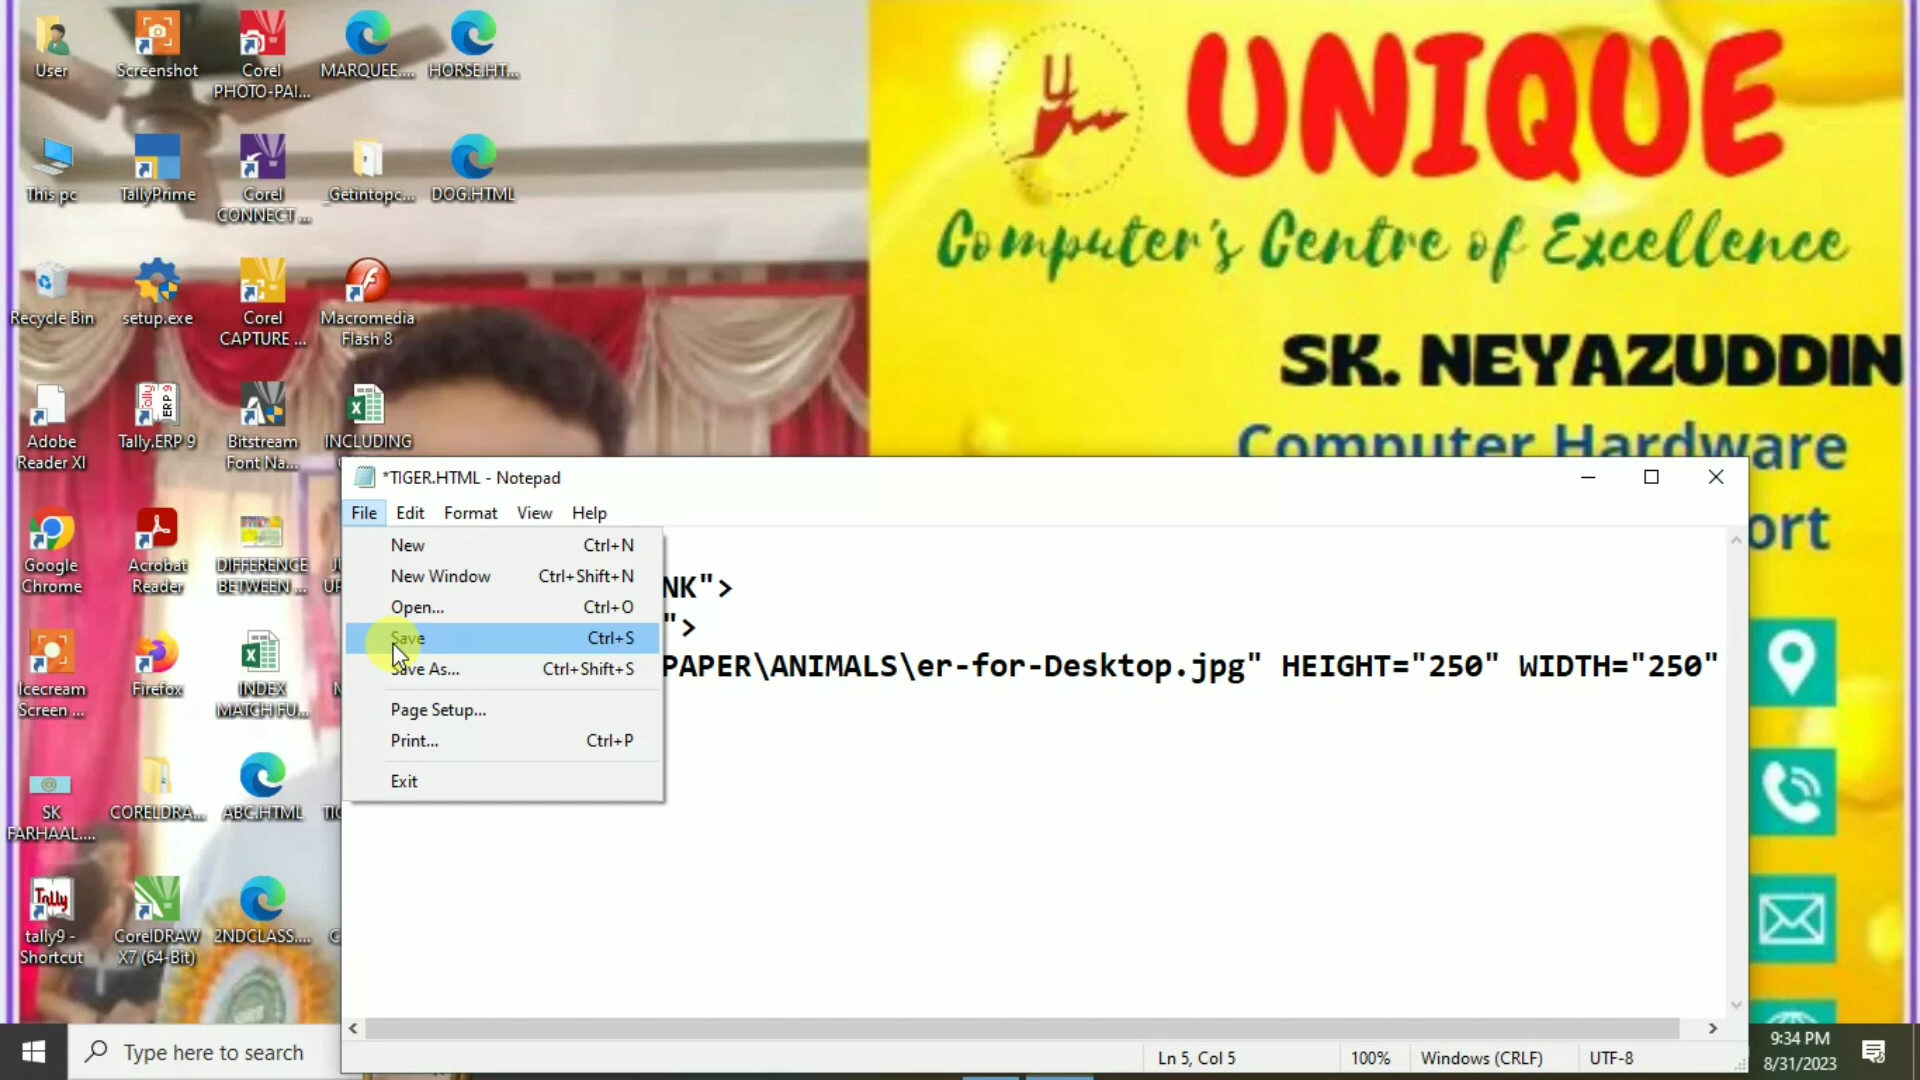 User
Screenshot
Corel
PHOTO-PAI...
MARQUEE....
HORSE.HT...
This pc
TallyPrime
Corel
CONNECT ...
_Getintopc...
DOG.HTML
Recycle Bin
setup.exe
Corel
CAPTURE ...
Macromedia
Flash 8
Adobe
Reader XI
Tally.ERP 9
Bitstream
Font Na...
INCLUDING
Google
Chrome
Acrobat
Reader
DIFFERENCE
BETWEEN ...
Icecream
Screen ...
Firefox
INDEX
MATCH FU...
SK
FARHAAL....
CORELDRA...
ABC.HTML
tally9 -
Shortcut
CorelDRAW
X7 (64-Bit)
2NDCLASS....
UNIQUE
Computer's Centre of Excellence
SK. NEYAZUDDIN
Computer Hardware
ort
*TIGER.HTML - Notepad
File Edit Format View Help
New Ctrl+N
New Window Ctrl+Shift+N
Open... Ctrl+O
Save Ctrl+S
Save As... Ctrl+Shift+S
Page Setup...
Print... Ctrl+P
Exit
NK">
">
PAPER\ANIMALS\er-for-Desktop.jpg" HEIGHT="250" WIDTH="250"
Ln 5, Col 5
100%
Windows (CRLF)
UTF-8
Type here to search
9:34 PM
8/31/2023